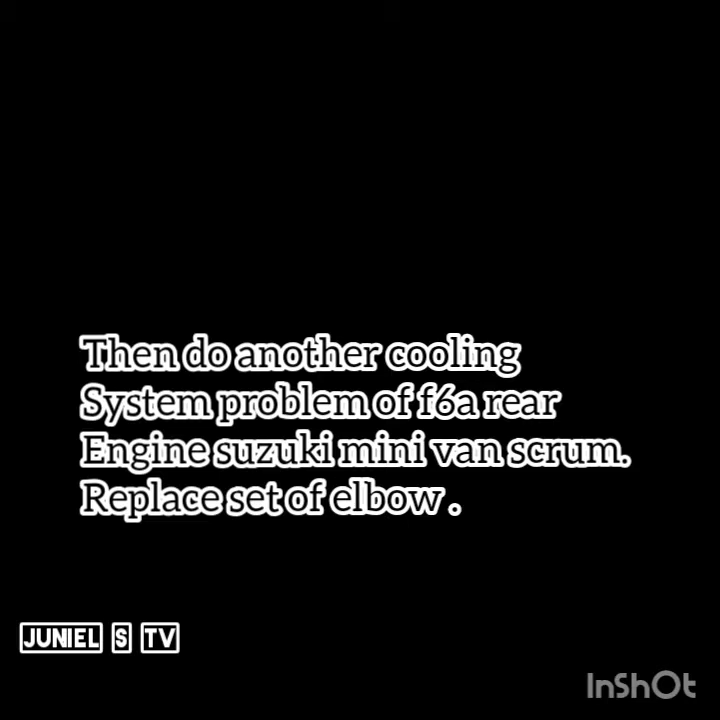 Then do another cooling
System problem of f6a rear
Engine suzuki mini van scrum.
Replace set of elbow .
JUNIEL S TV
InShOt